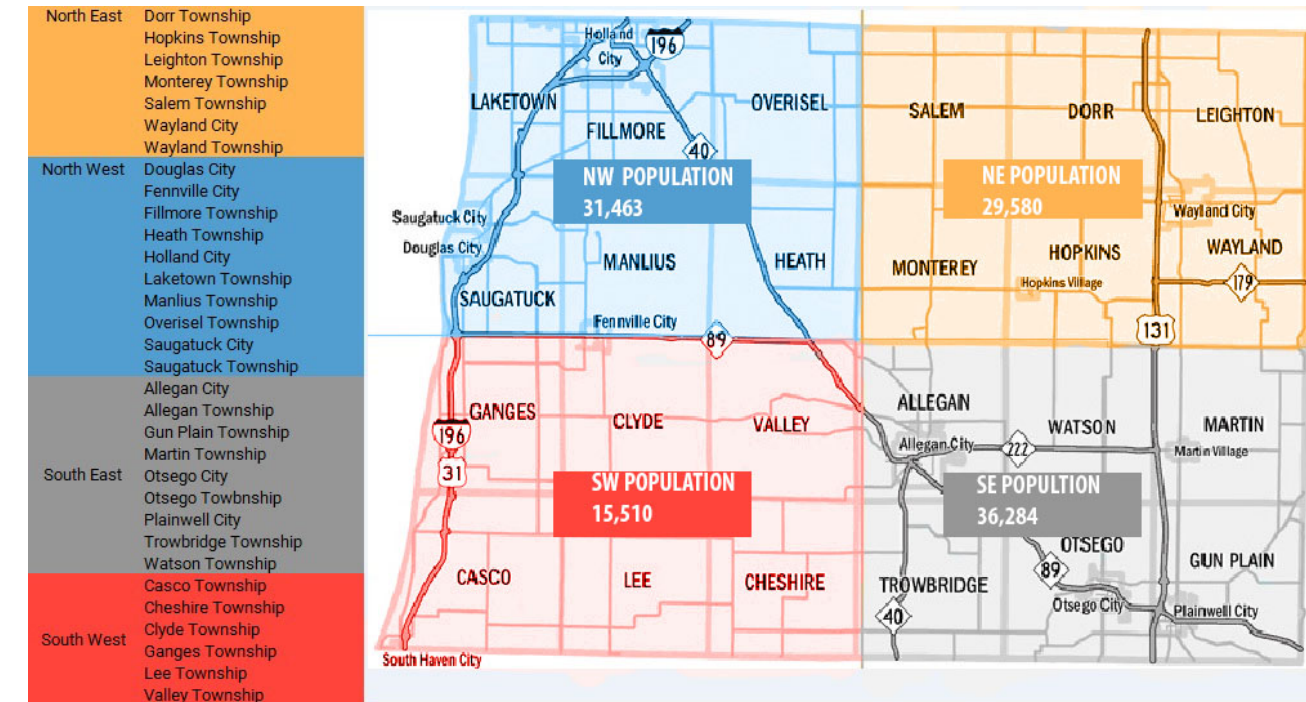 North East Dorr Township
Hopkins Township
Leighton Township
Monterey Township
Salem Township
Wayland City
Wayland Township
North West Douglas City
Fennville City
Fillmore Township
Heath Township
Holland City
Laketown Township
Manlius Township
Overisel Township
Saugatuck City
Saugatuck Township
Allegan City
Allegan Township
Gun Plain Township
Martin Township
South East Otsego City
Otsego Towbnship
Plainwell City
Trowbridge Township
Watson Township
Casco Township
Cheshire Township
Clyde Township
South West Ganges Township
Lee Township
Valley Township
Holland
City
196
LAKETOWN
OVERISEL
FILLMORE
40
NW POPULATION
31,463
Saugatuck City
Douglas City
MANLIUS
HEATH
SAUGATUCK
Fennville City
89
SALEM
DORR
LEIGHTON
NE POPULATION
29,580
Wayland City
WAYLAND
HOPKINS
MONTEREY
Hopkins Village
179
131
GANGES
CLYDE
VALLEY
196
31
SW POPULATION
15,510
CASCO
LEE
CHESHIRE
South Haven City
ALLEGAN
WATSON
MARTIN
Allegan City
222
Martin Village
SE POPULTION
36,284
OTSEGO
GUN PLAIN
89
TROWBRIDGE
Otsego City
Plainwell City
40